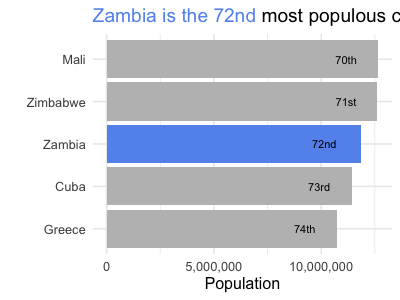 Zambia is the 72nd most populous c
Mali 70th
Zimbabwe 71st
Zambia 72nd
Cuba 73rd
Greece 74th
0 5,000,000 10,000,000
Population